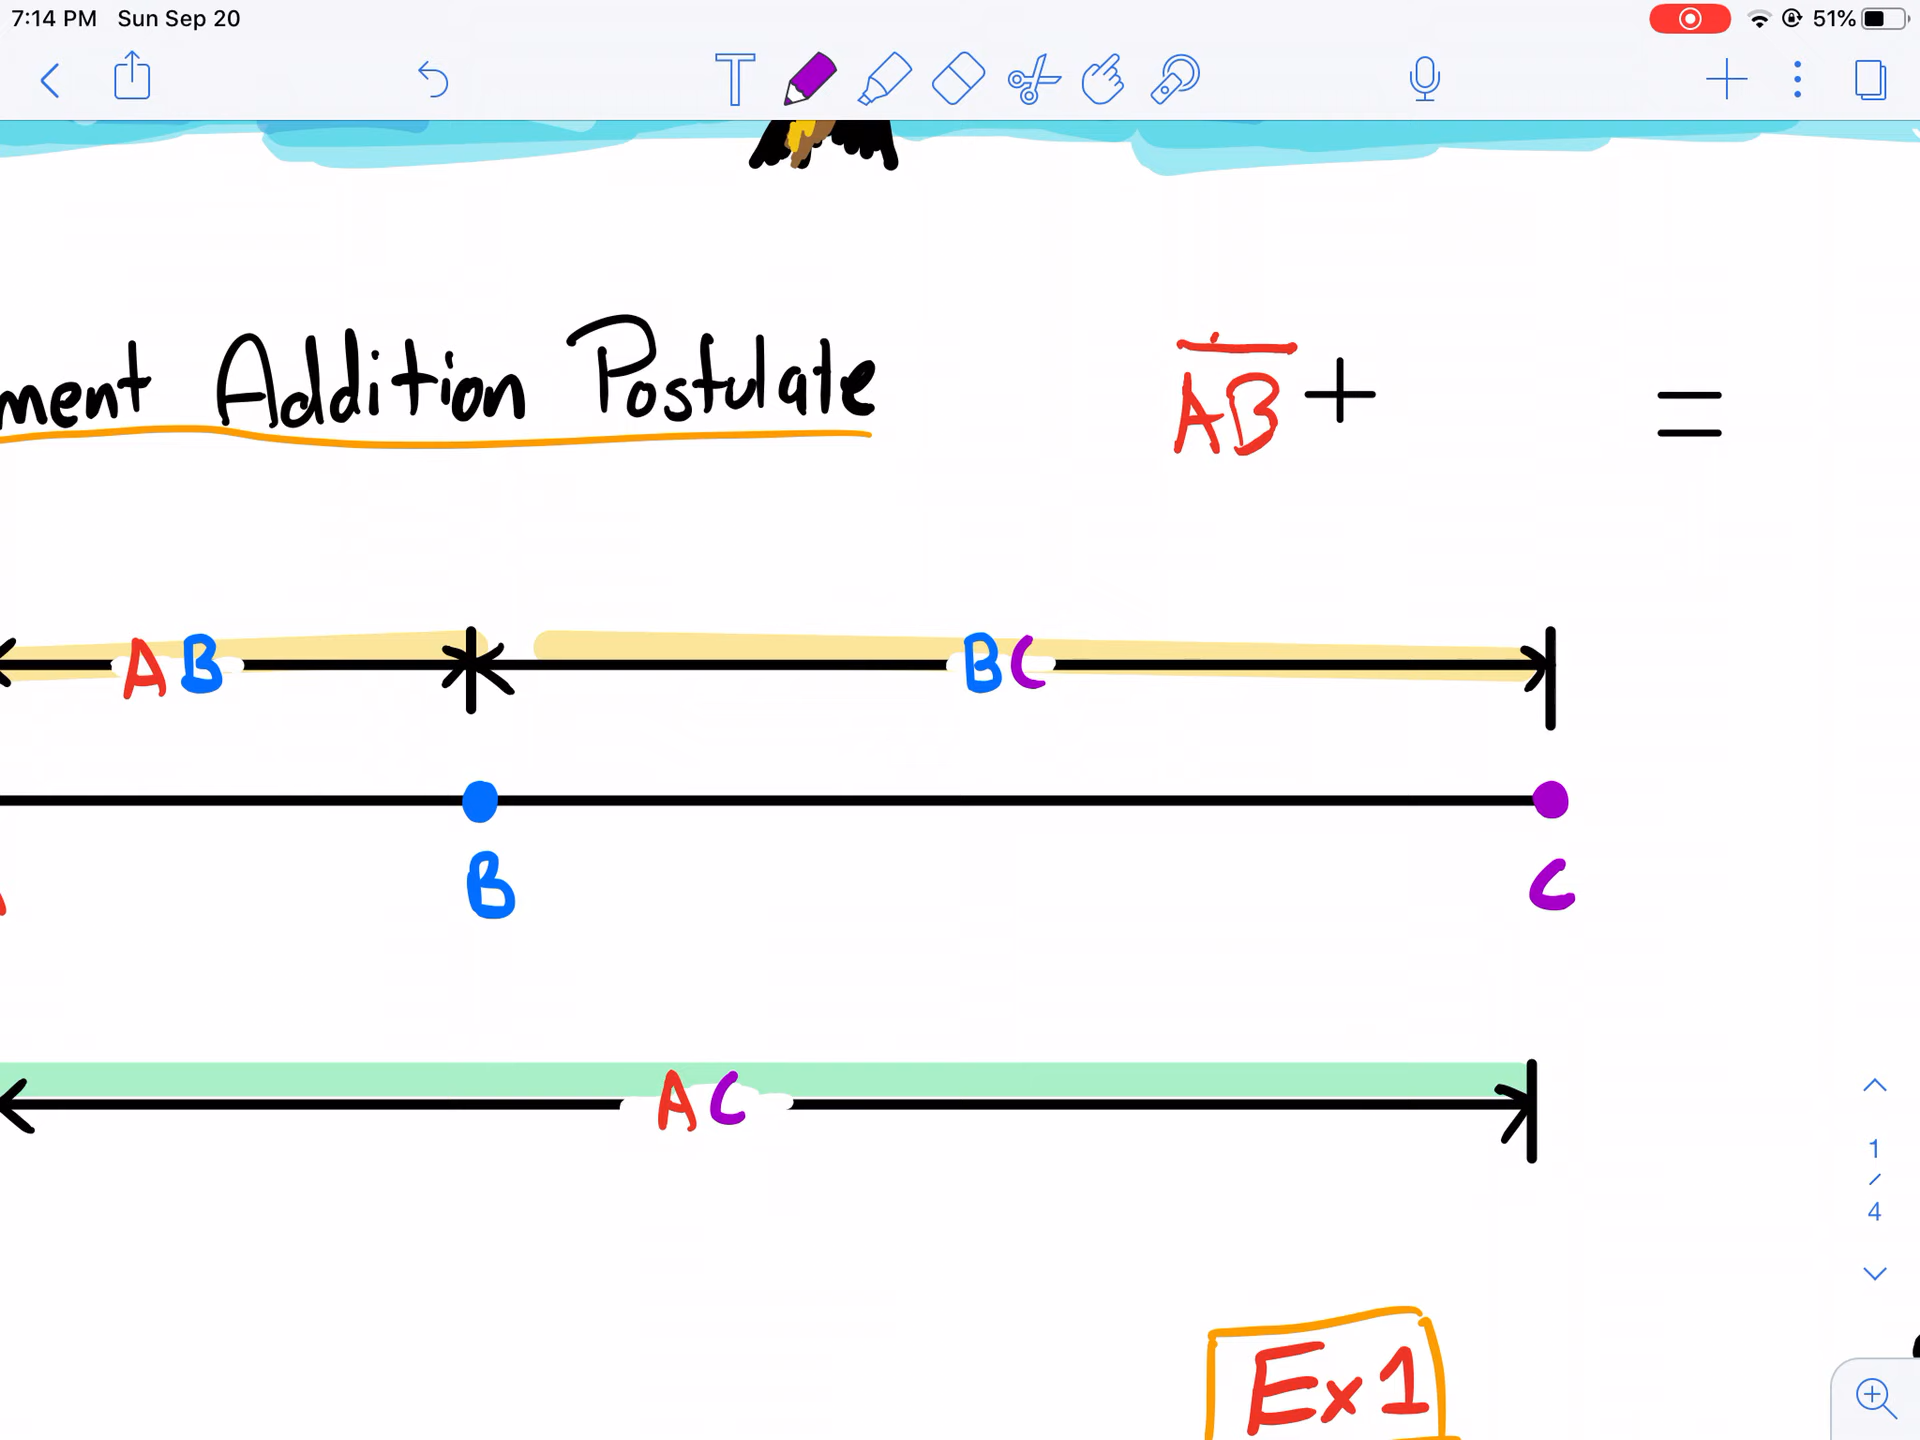 7:14 PM Sun Sep 20 51%
T
ment Addition Postulate AB + =
AB BC
B C
AC
1
/
4
Ex 1